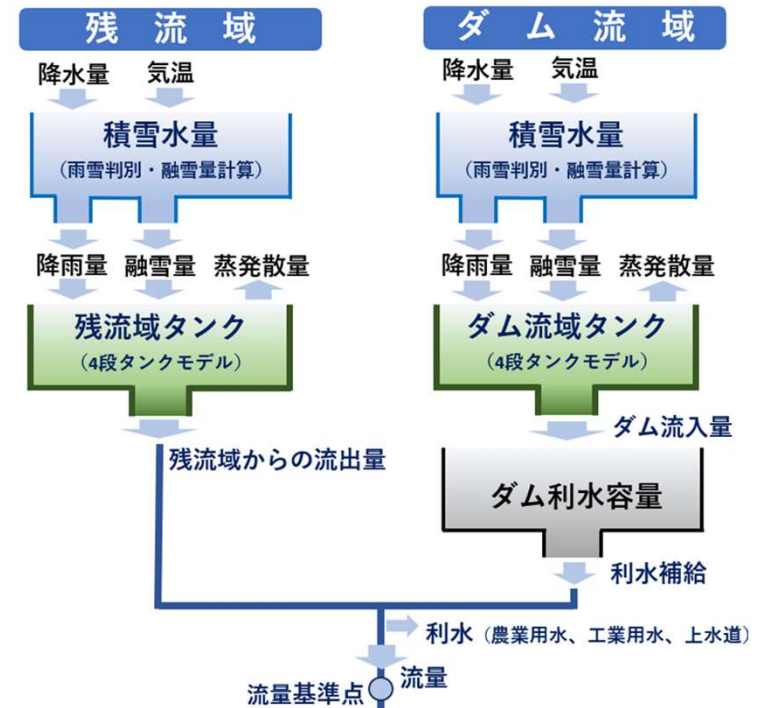 残流域
降水量 気温
積雪水量
（雨雪判別・融雪量計算）
降雨量 融雪量 蒸発散量
残流域タンク
（4段タンクモデル）
残流域からの流出量
ダム流域
降水量 気温
積雪水量
（雨雪判別・融雪量計算）
降雨量 融雪量 蒸発散量
ダム流域タンク
（4段タンクモデル）
ダム流入量
ダム利水容量
利水補給
利水（農業用水、工業用水、上水道）
流量
流量基準点